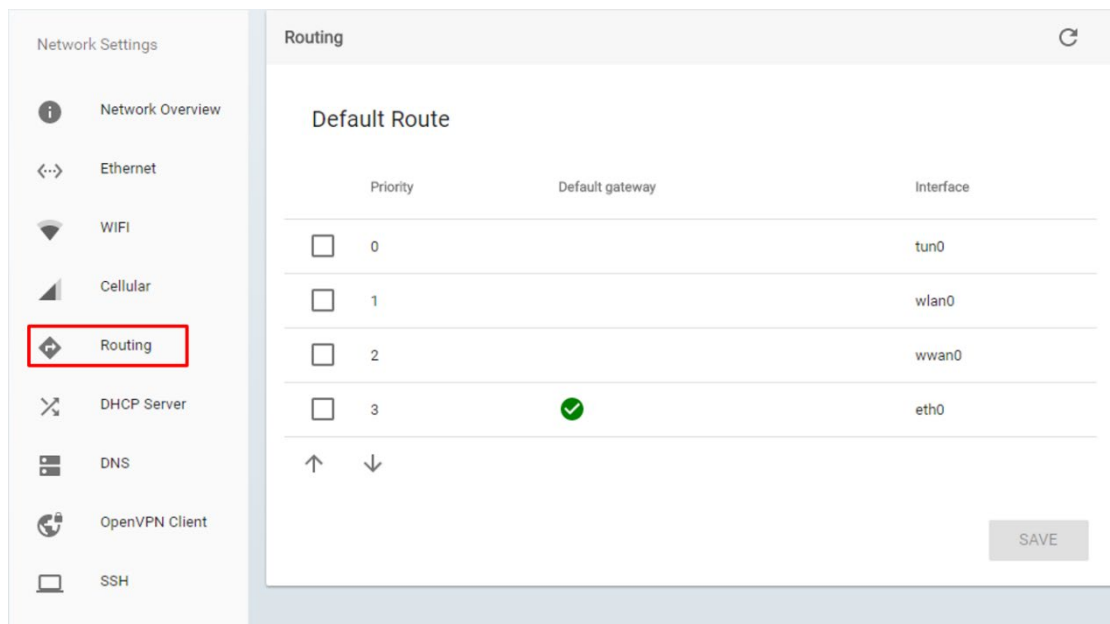 Network Settings
Network Overview
Ethernet
WIFI
Cellular
Routing
DHCP Server
DNS
OpenVPN Client
SSH
Routing
Default Route
Priority Default gateway Interface
0 tun0
1 wlan0
2 wwan0
3 eth0
SAVE